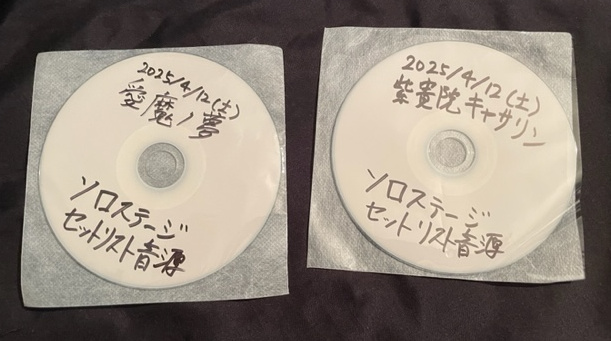 2025/4/12(土)
愛魔ノ夢
ソロステージ
セットリスト音源
2025/4/12(土)
紫貴院キャサリン
ソロステージ
セットリスト音源